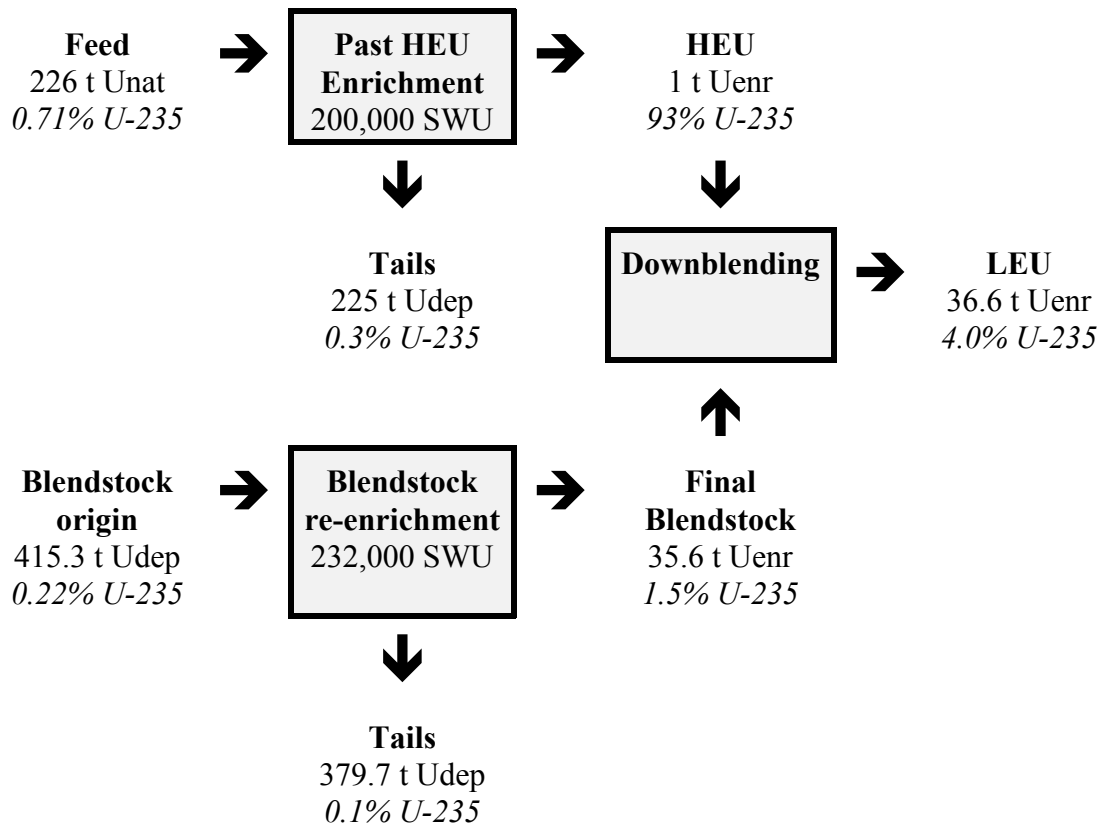 Feed
226 t Unat
0.71% U-235
Past HEU
Enrichment
200,000 SWU
HEU
1 t Uenr
93% U-235
Tails
225 t Udep
0.3% U-235
Downblending
LEU
36.6 t Uenr
4.0% U-235
Blendstock
origin
415.3 t Udep
0.22% U-235
Blendstock
re-enrichment
232,000 SWU
Final
Blendstock
35.6 t Uenr
1.5% U-235
Tails
379.7 t Udep
0.1% U-235